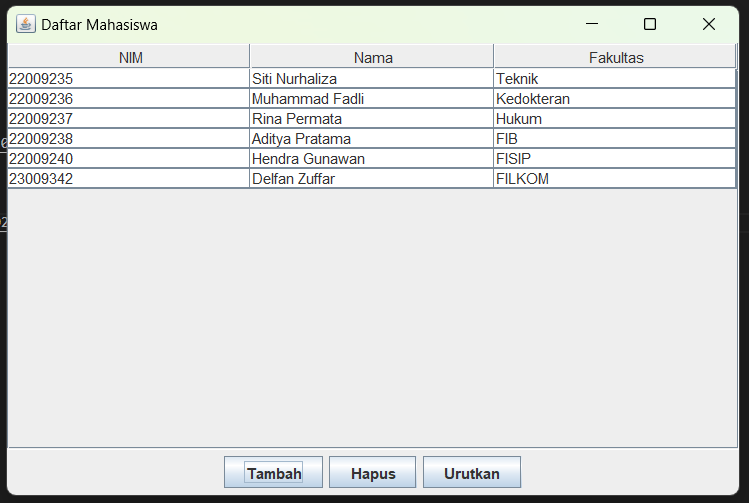 Daftar Mahasiswa
NIM Nama Fakultas
22009235 Siti Nurhaliza Teknik
22009236 Muhammad Fadli Kedokteran
22009237 Rina Permata Hukum
22009238 Aditya Pratama FIB
22009240 Hendra Gunawan FISIP
23009342 Delfan Zuffar FILKOM
Tambah Hapus Urutkan